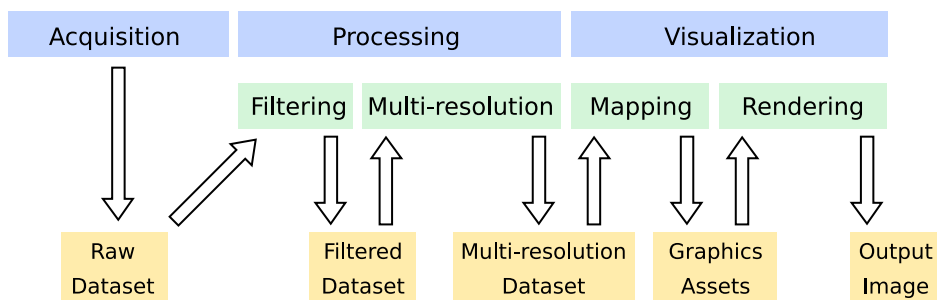 Acquisition
Processing
Visualization
Filtering
Multi-resolution
Mapping
Rendering
Raw
Dataset
Filtered
Dataset
Multi-resolution
Dataset
Graphics
Assets
Output
Image